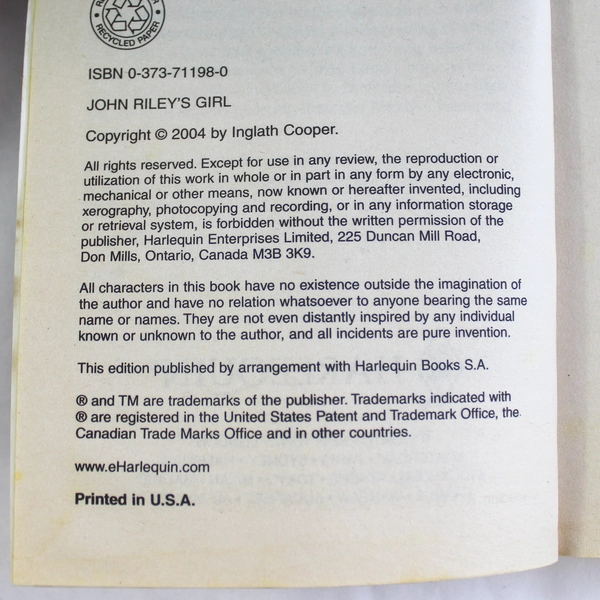 RECYCLED PAPER
ISBN 0-373-71198-0
JOHN RILEY'S GIRL
Copyright © 2004 by Inglath Cooper.
All rights reserved. Except for use in any review, the reproduction or
utilization of this work in whole or in part in any form by any electronic,
mechanical or other means, now known or hereafter invented, including
xerography, photocopying and recording, or in any information storage
or retrieval system, is forbidden without the written permission of the
publisher, Harlequin Enterprises Limited, 225 Duncan Mill Road,
Don Mills, Ontario, Canada M3B 3K9.
All characters in this book have no existence outside the imagination of
the author and have no relation whatsoever to anyone bearing the same
name or names. They are not even distantly inspired by any individual
known or unknown to the author, and all incidents are pure invention.
This edition published by arrangement with Harlequin Books S.A.
® and TM are trademarks of the publisher. Trademarks indicated with
® are registered in the United States Patent and Trademark Office, the
Canadian Trade Marks Office and in other countries.
www.eHarlequin.com
Printed in U.S.A.